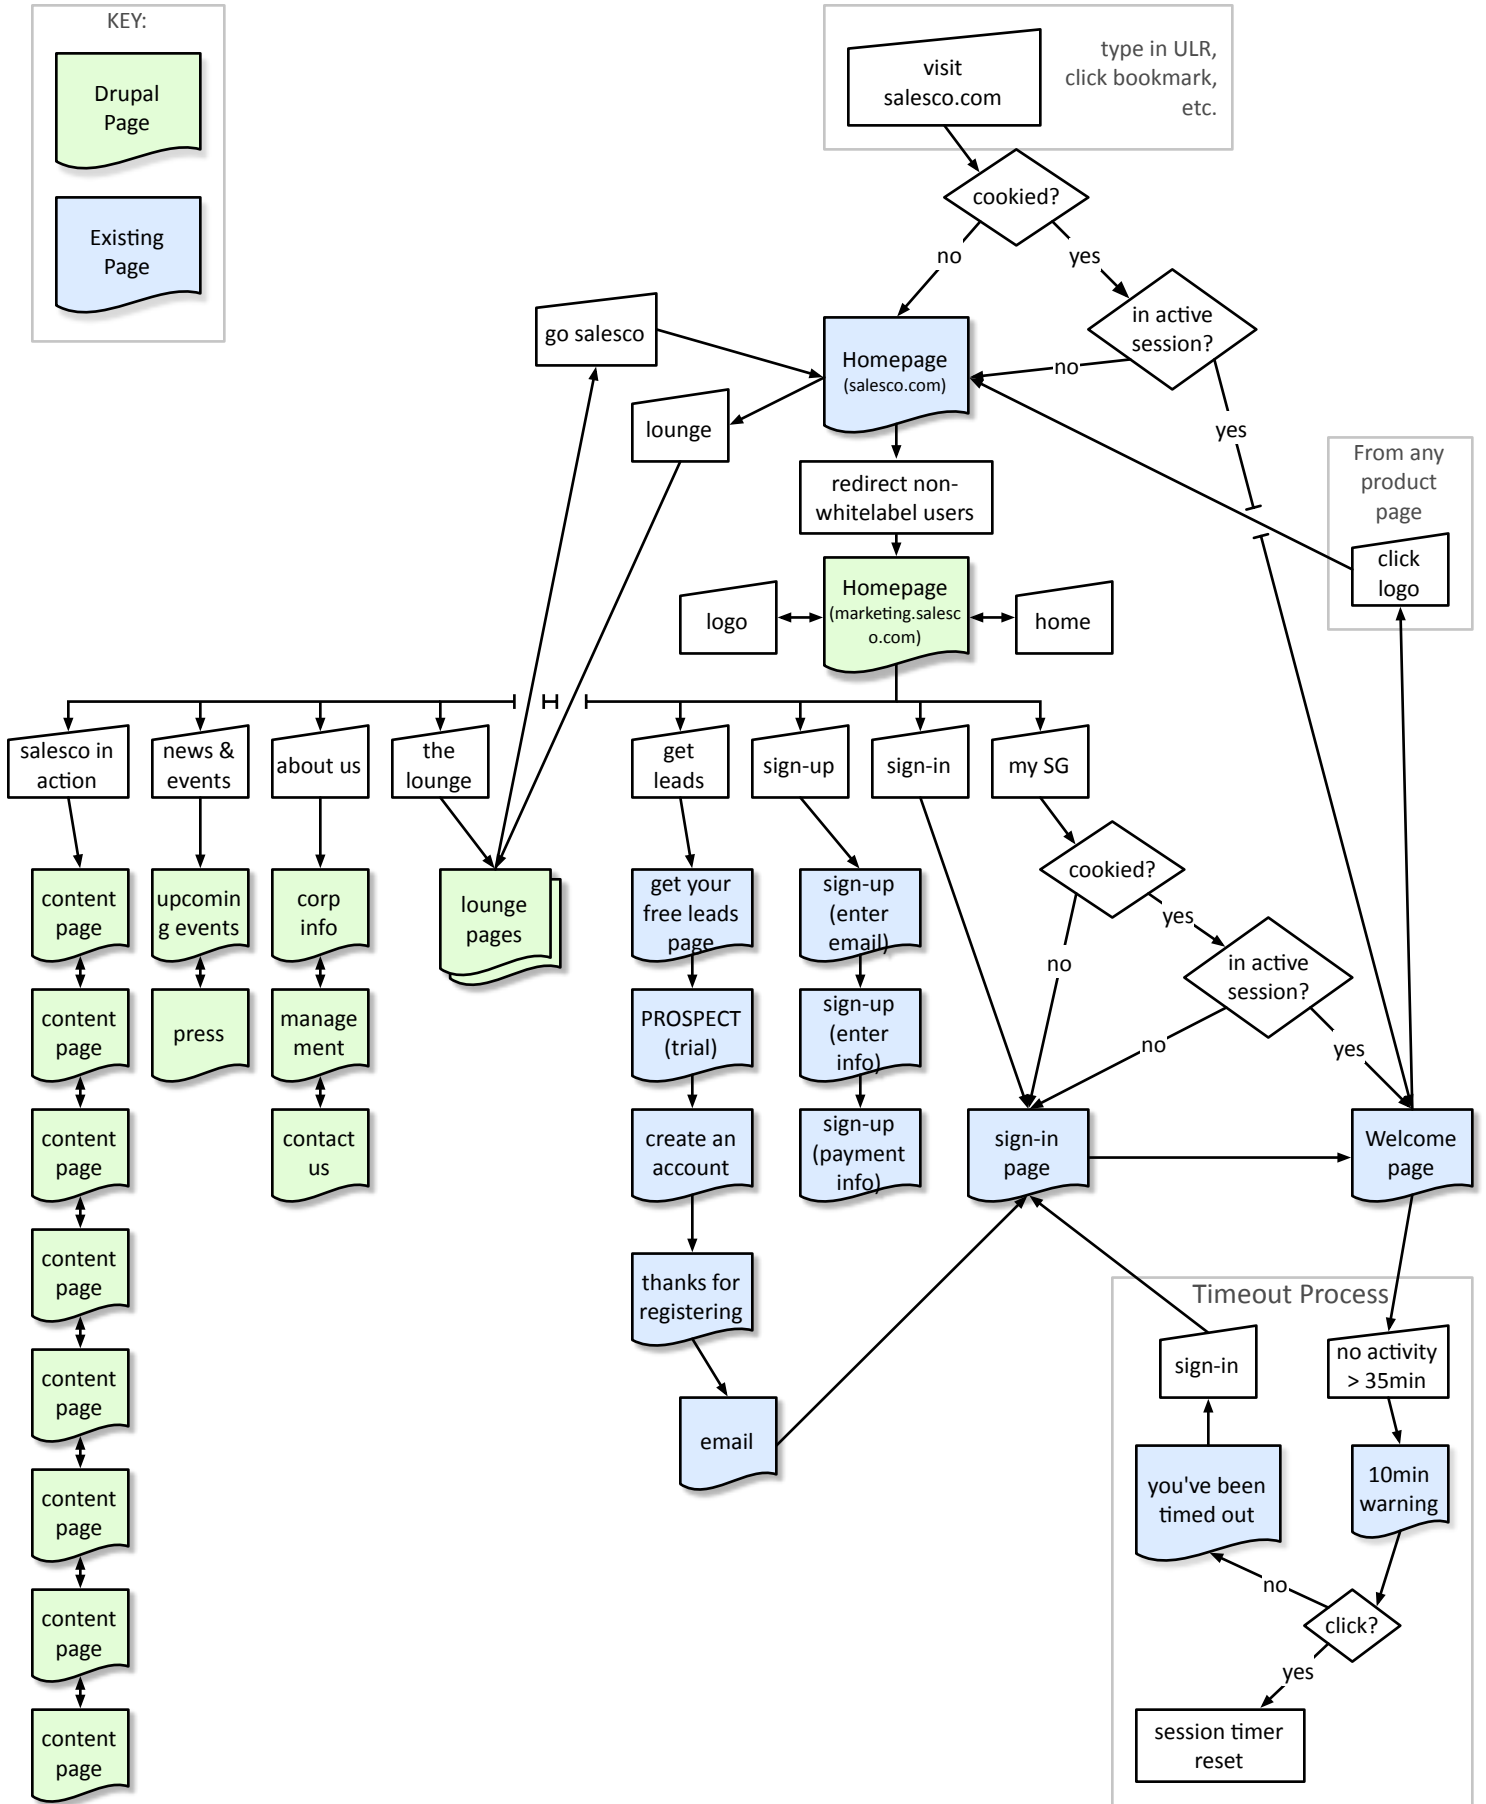 KEY:
Drupal
Page
Existing
Page
visit
salesco.com
type in ULR,
click bookmark,
etc.
cookied?
no
yes
in active
session?
no
yes
go salesco
Homepage
(salesco.com)
lounge
redirect non-
whitelabel users
From any
product
page
click
logo
logo
Homepage
(marketing.salesc
o.com)
home
salesco in
action
news &
events
about us
the
lounge
get
leads
sign-up
sign-in
my SG
cookied?
no
yes
in active
session?
no
yes
content
page
upcomin
g events
corp
info
lounge
pages
get your
free leads
page
sign-up
(enter
email)
content
page
press
manage
ment
PROSPECT
(trial)
sign-up
(enter
info)
content
page
contact
us
create an
account
sign-up
(payment
info)
sign-in
page
Welcome
page
content
page
thanks for
registering
content
page
email
content
page
content
page
content
page
Timeout Process
sign-in
no activity
> 35min
you've been
timed out
10min
warning
no
click?
yes
session timer
reset